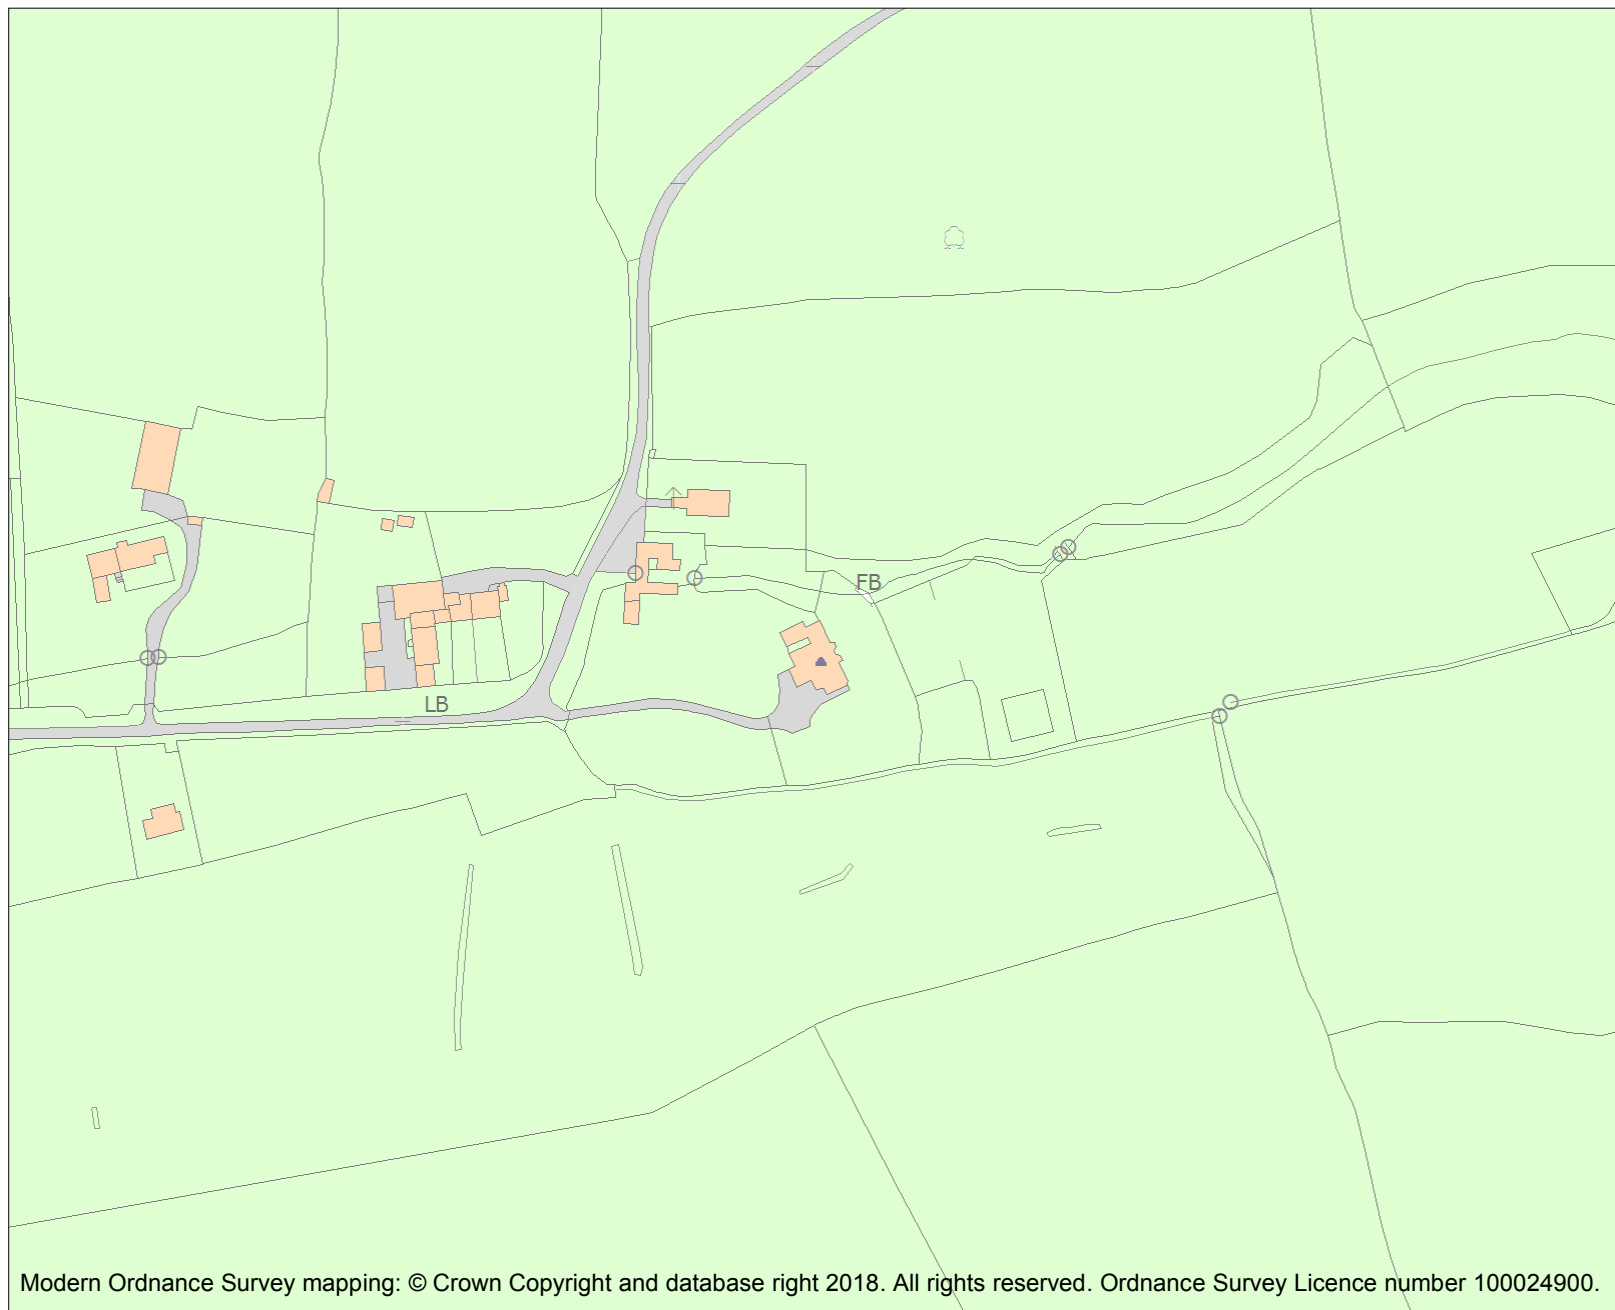 FB
LB
Modern Ordnance Survey mapping: © Crown Copyright and database right 2018. All rights reserved. Ordnance Survey Licence number 100024900.